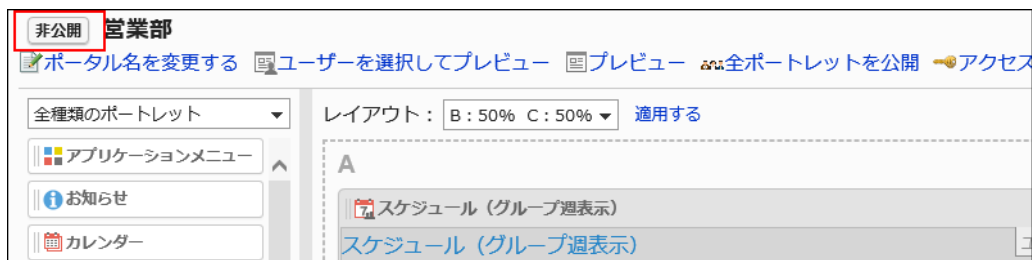 非公開 営業部
ポータル名を変更する ユーザーを選択してプレビュー プレビュー 全ポートレットを公開 アクセス
全種類のポートレット レイアウト： B : 50% C : 50% 適用する
アプリケーションメニュー
A
お知らせ
スケジュール（グループ週表示）
カレンダー スケジュール（グループ週表示）